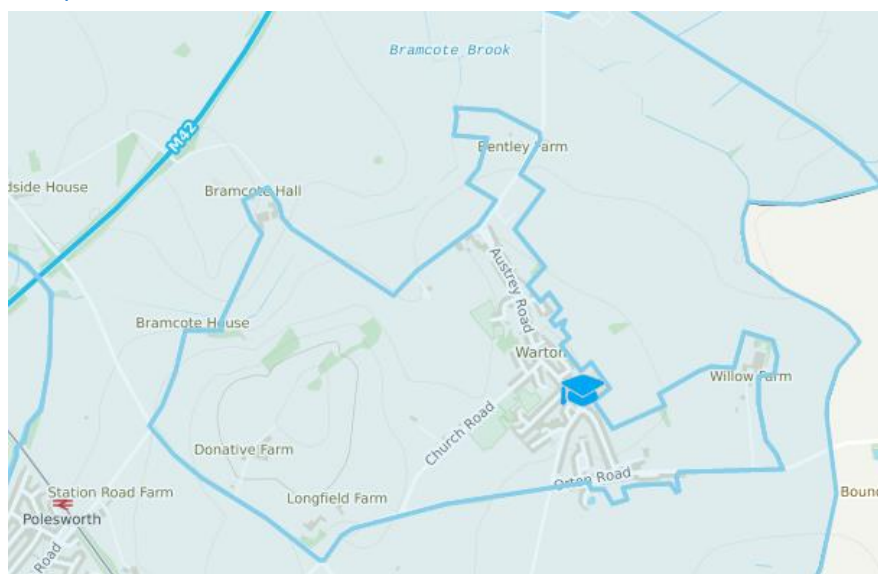 Bramcote Brook
M42
Bentley Farm
dside House
Bramcote Hall
Austrey Road
Bramcote House
Warton
Willow Farm
Church Road
Donative Farm
Orton Road
Station Road Farm
Longfield Farm
Boun
Polesworth
Road